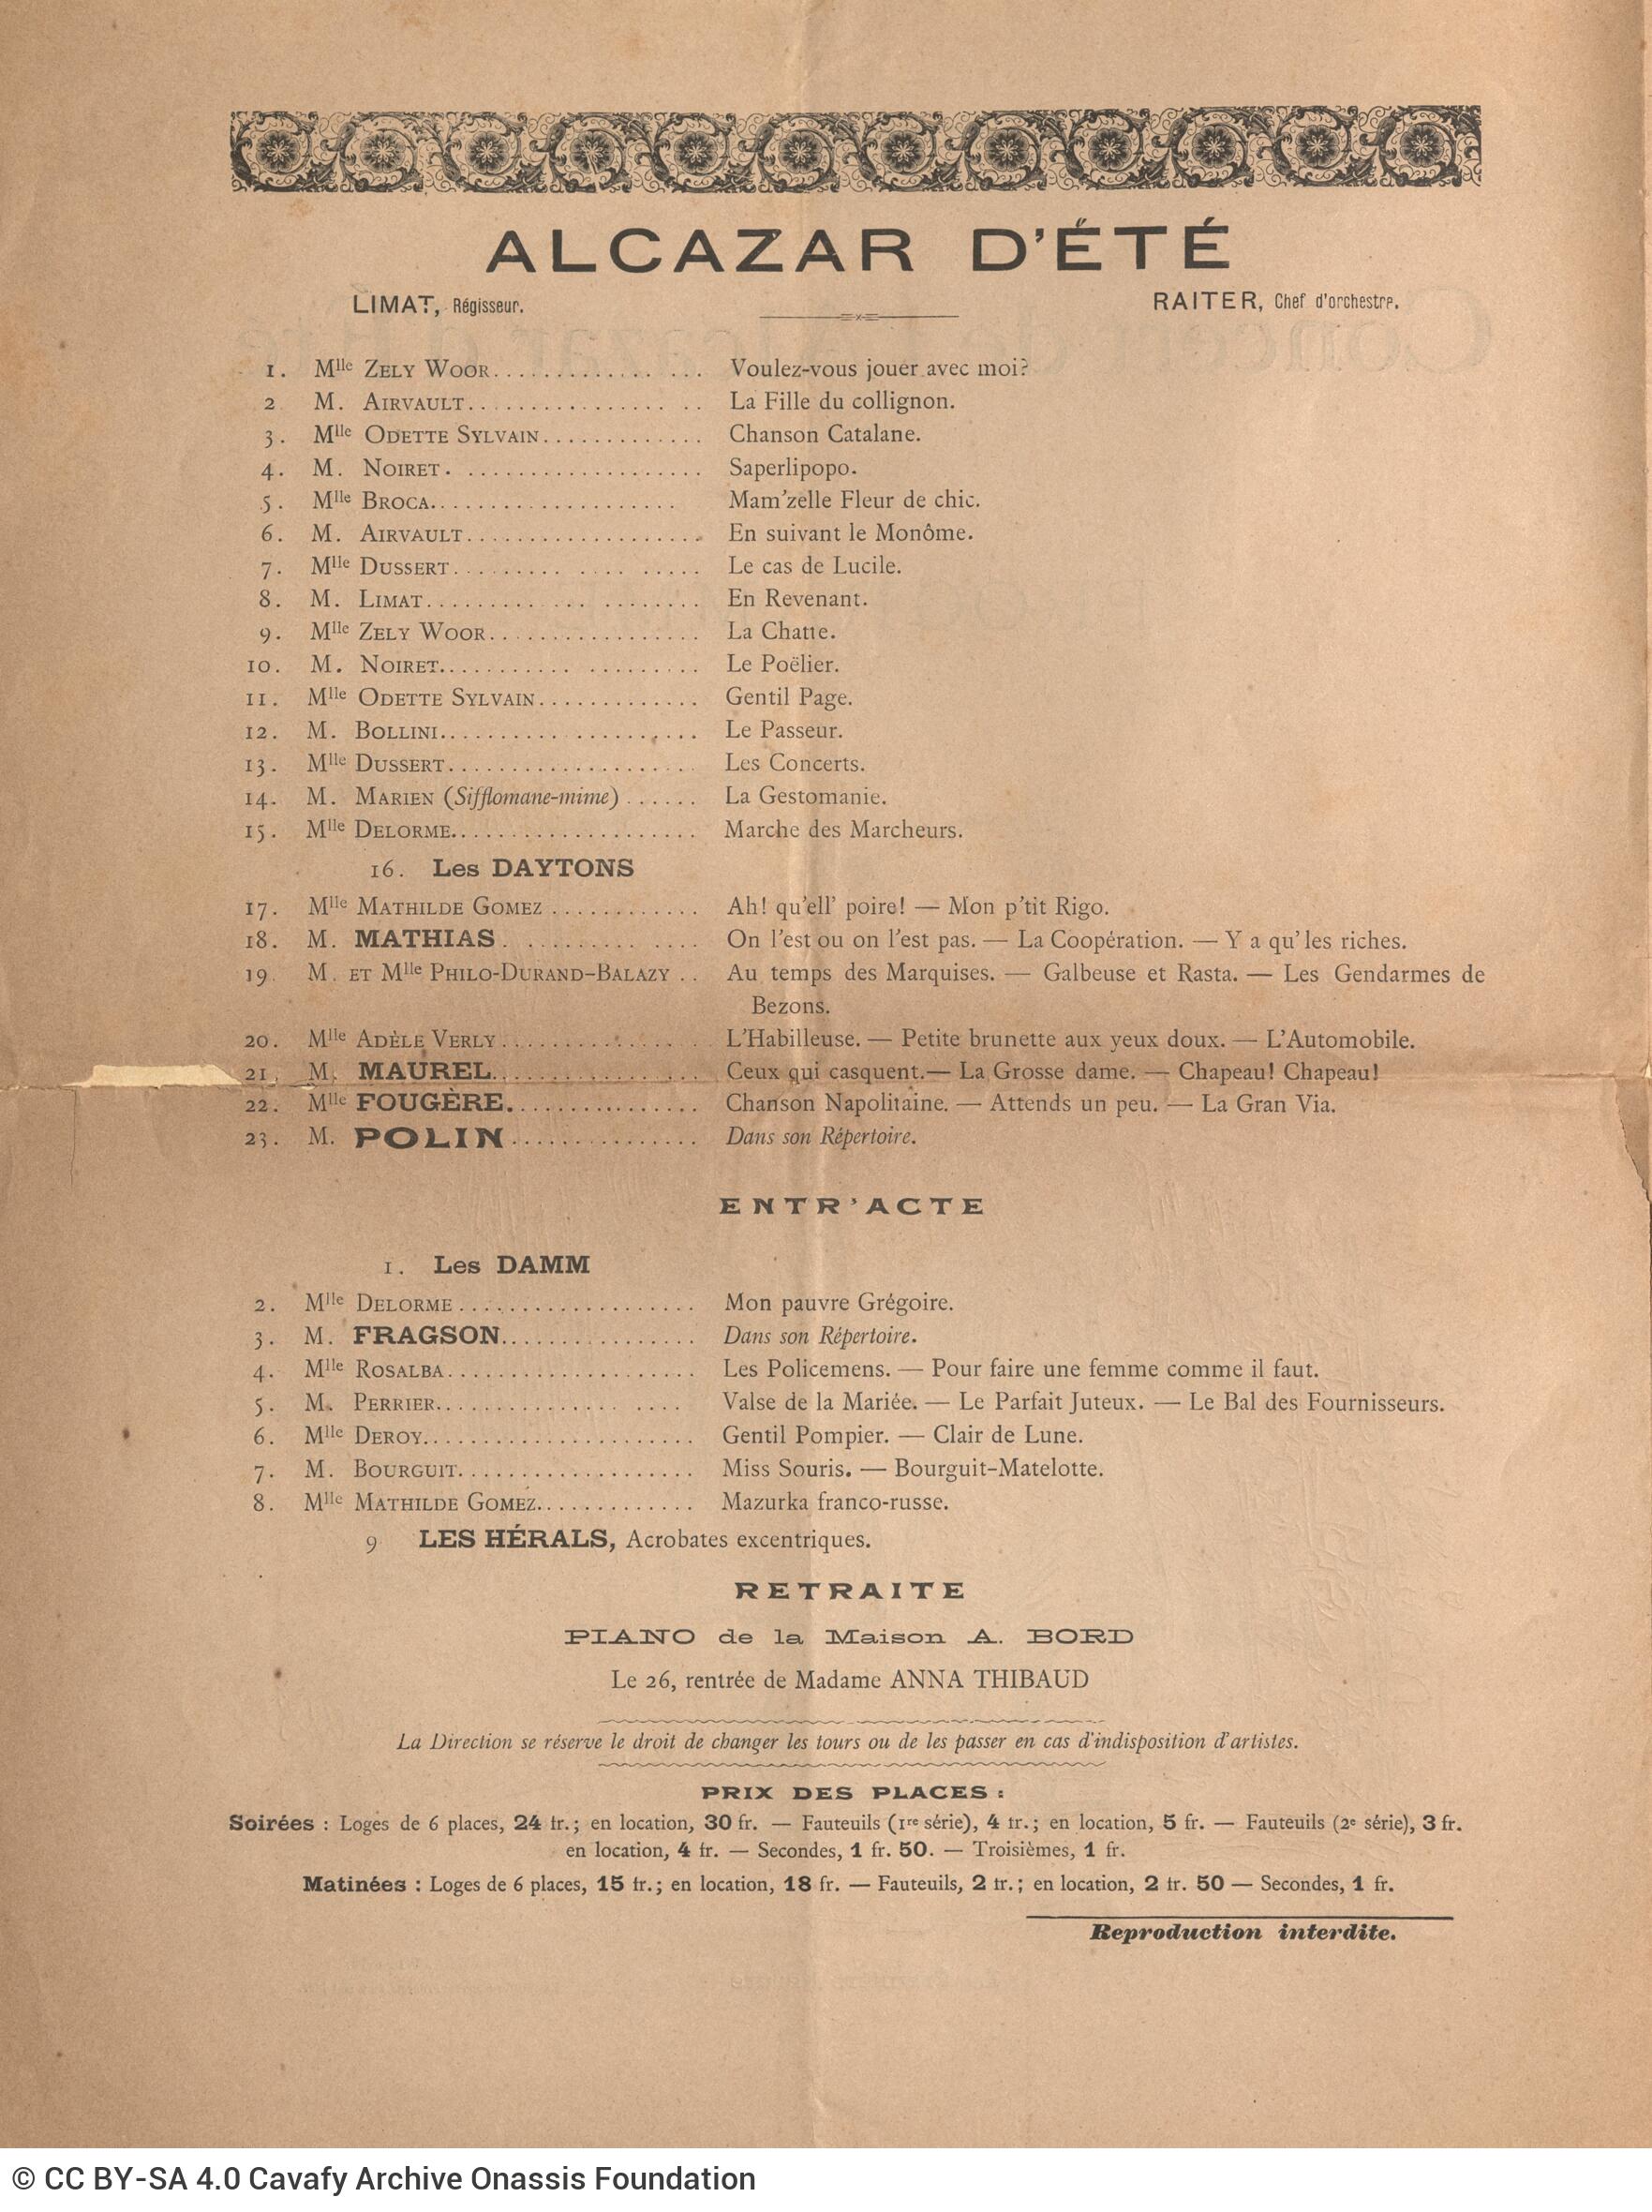 ALCAZAR D'ÉTÉ
LIMAT, Régisseur.
RAITER, Chef d'orchestre.
1. Mlle ZELY WOOR............. ... Voulez-vous jouer avec moi?
2 M. AIRVAULT................ .. La Fille du collignon.
3. Mlle ODETTE SYLVAIN............. Chanson Catalane.
4. M. NOIRET. ................... Saperlipopo.
5. Mlle BROCA..................... Mam'zelle Fleur de chic.
6. M. AIRVAULT.................... En suivant le Monôme.
7. Mlle DUSSERT......... .... ..... Le cas de Lucile.
8. M. LIMAT........... ... ........ En Revenant.
9. Mlle ZELY WOOR.................. La Chatte.
10. M. NOIRET........... ......... Le Poëlier.
11. Mlle ODETTE SYLVAIN............. Gentil Page.
12. M. BOLLINI...................... Le Passeur.
13. Mlle DUSSERT.................... Les Concerts.
14. M. MARIEN (Sifflomane-mime) ...... La Gestomanie.
15. Mlle DELORME.................... Marche des Marcheurs.
16. Les DAYTONS
17. Mlle MATHILDE GOMEZ ............ Ah! qu'ell' poire! — Mon p'tit Rigo.
18. M. MATHIAS. ......... .... On l'est ou on l'est pas. — La Coopération. — Y a qu'les riches.
19. M. ET Mlle PHILO-DURAND-BALAZY .. Au temps des Marquises. — Galbeuse et Rasta. — Les Gendarmes de
Bezons.
20. Mlle ADÈLE VERLY................ L'Habilleuse. — Petite brunette aux yeux doux. — L'Automobile.
21. M. MAUREL................ Ceux qui casquent. — La Grosse dame. — Chapeau! Chapeau!
22. Mlle FOUGÈRE................ Chanson Napolitaine. — Attends un peu. — La Gran Via.
23. M. POLIN............... Dans son Répertoire.
ENTR'ACTE
1. Les DAMM
2. Mlle DELORME................... Mon pauvre Grégoire.
3. M. FRAGSON................ Dans son Répertoire.
4. Mlle ROSALBA.................... Les Policemens. — Pour faire une femme comme il faut.
5. M. PERRIER............... .... Valse de la Mariée. — Le Parfait Juteux. — Le Bal des Fournisseurs.
6. Mlle DEROY...................... Gentil Pompier. — Clair de Lune.
7. M. BOURGUIT.................... Miss Souris. — Bourguit-Matelotte.
8. Mlle MATHILDE GOMEZ............. Mazurka franco-russe.
9 LES HÉRALS, Acrobates excentriques.
RETRAITE
PIANO de la Maison A. BORD
Le 26, rentrée de Madame ANNA THIBAUD
La Direction se réserve le droit de changer les tours ou de les passer en cas d'indisposition d'artistes.
PRIX DES PLACES :
Soirées : Loges de 6 places, 24 fr.; en location, 30 fr. — Fauteuils (1re série), 4 fr.; en location, 5 fr. — Fauteuils (2e série), 3 fr.
en location, 4 fr. — Secondes, 1 fr. 50. — Troisièmes, 1 fr.
Matinées : Loges de 6 places, 15 fr.; en location, 18 fr. — Fauteuils, 2 fr.; en location, 2 fr. 50 — Secondes, 1 fr.
Reproduction interdite.
© CC BY-SA 4.0 Cavafy Archive Onassis Foundation